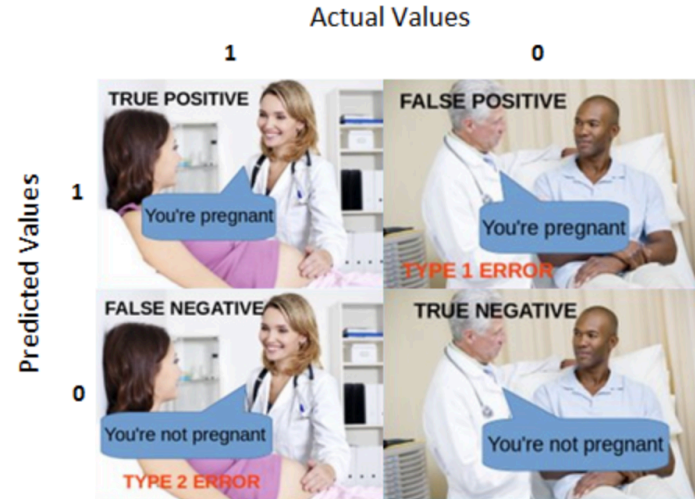 Actual Values
1
0
Predicted Values
1
TRUE POSITIVE
You're pregnant
FALSE POSITIVE
You're pregnant
TYPE 1 ERROR
0
FALSE NEGATIVE
You're not pregnant
TYPE 2 ERROR
TRUE NEGATIVE
You're not pregnant